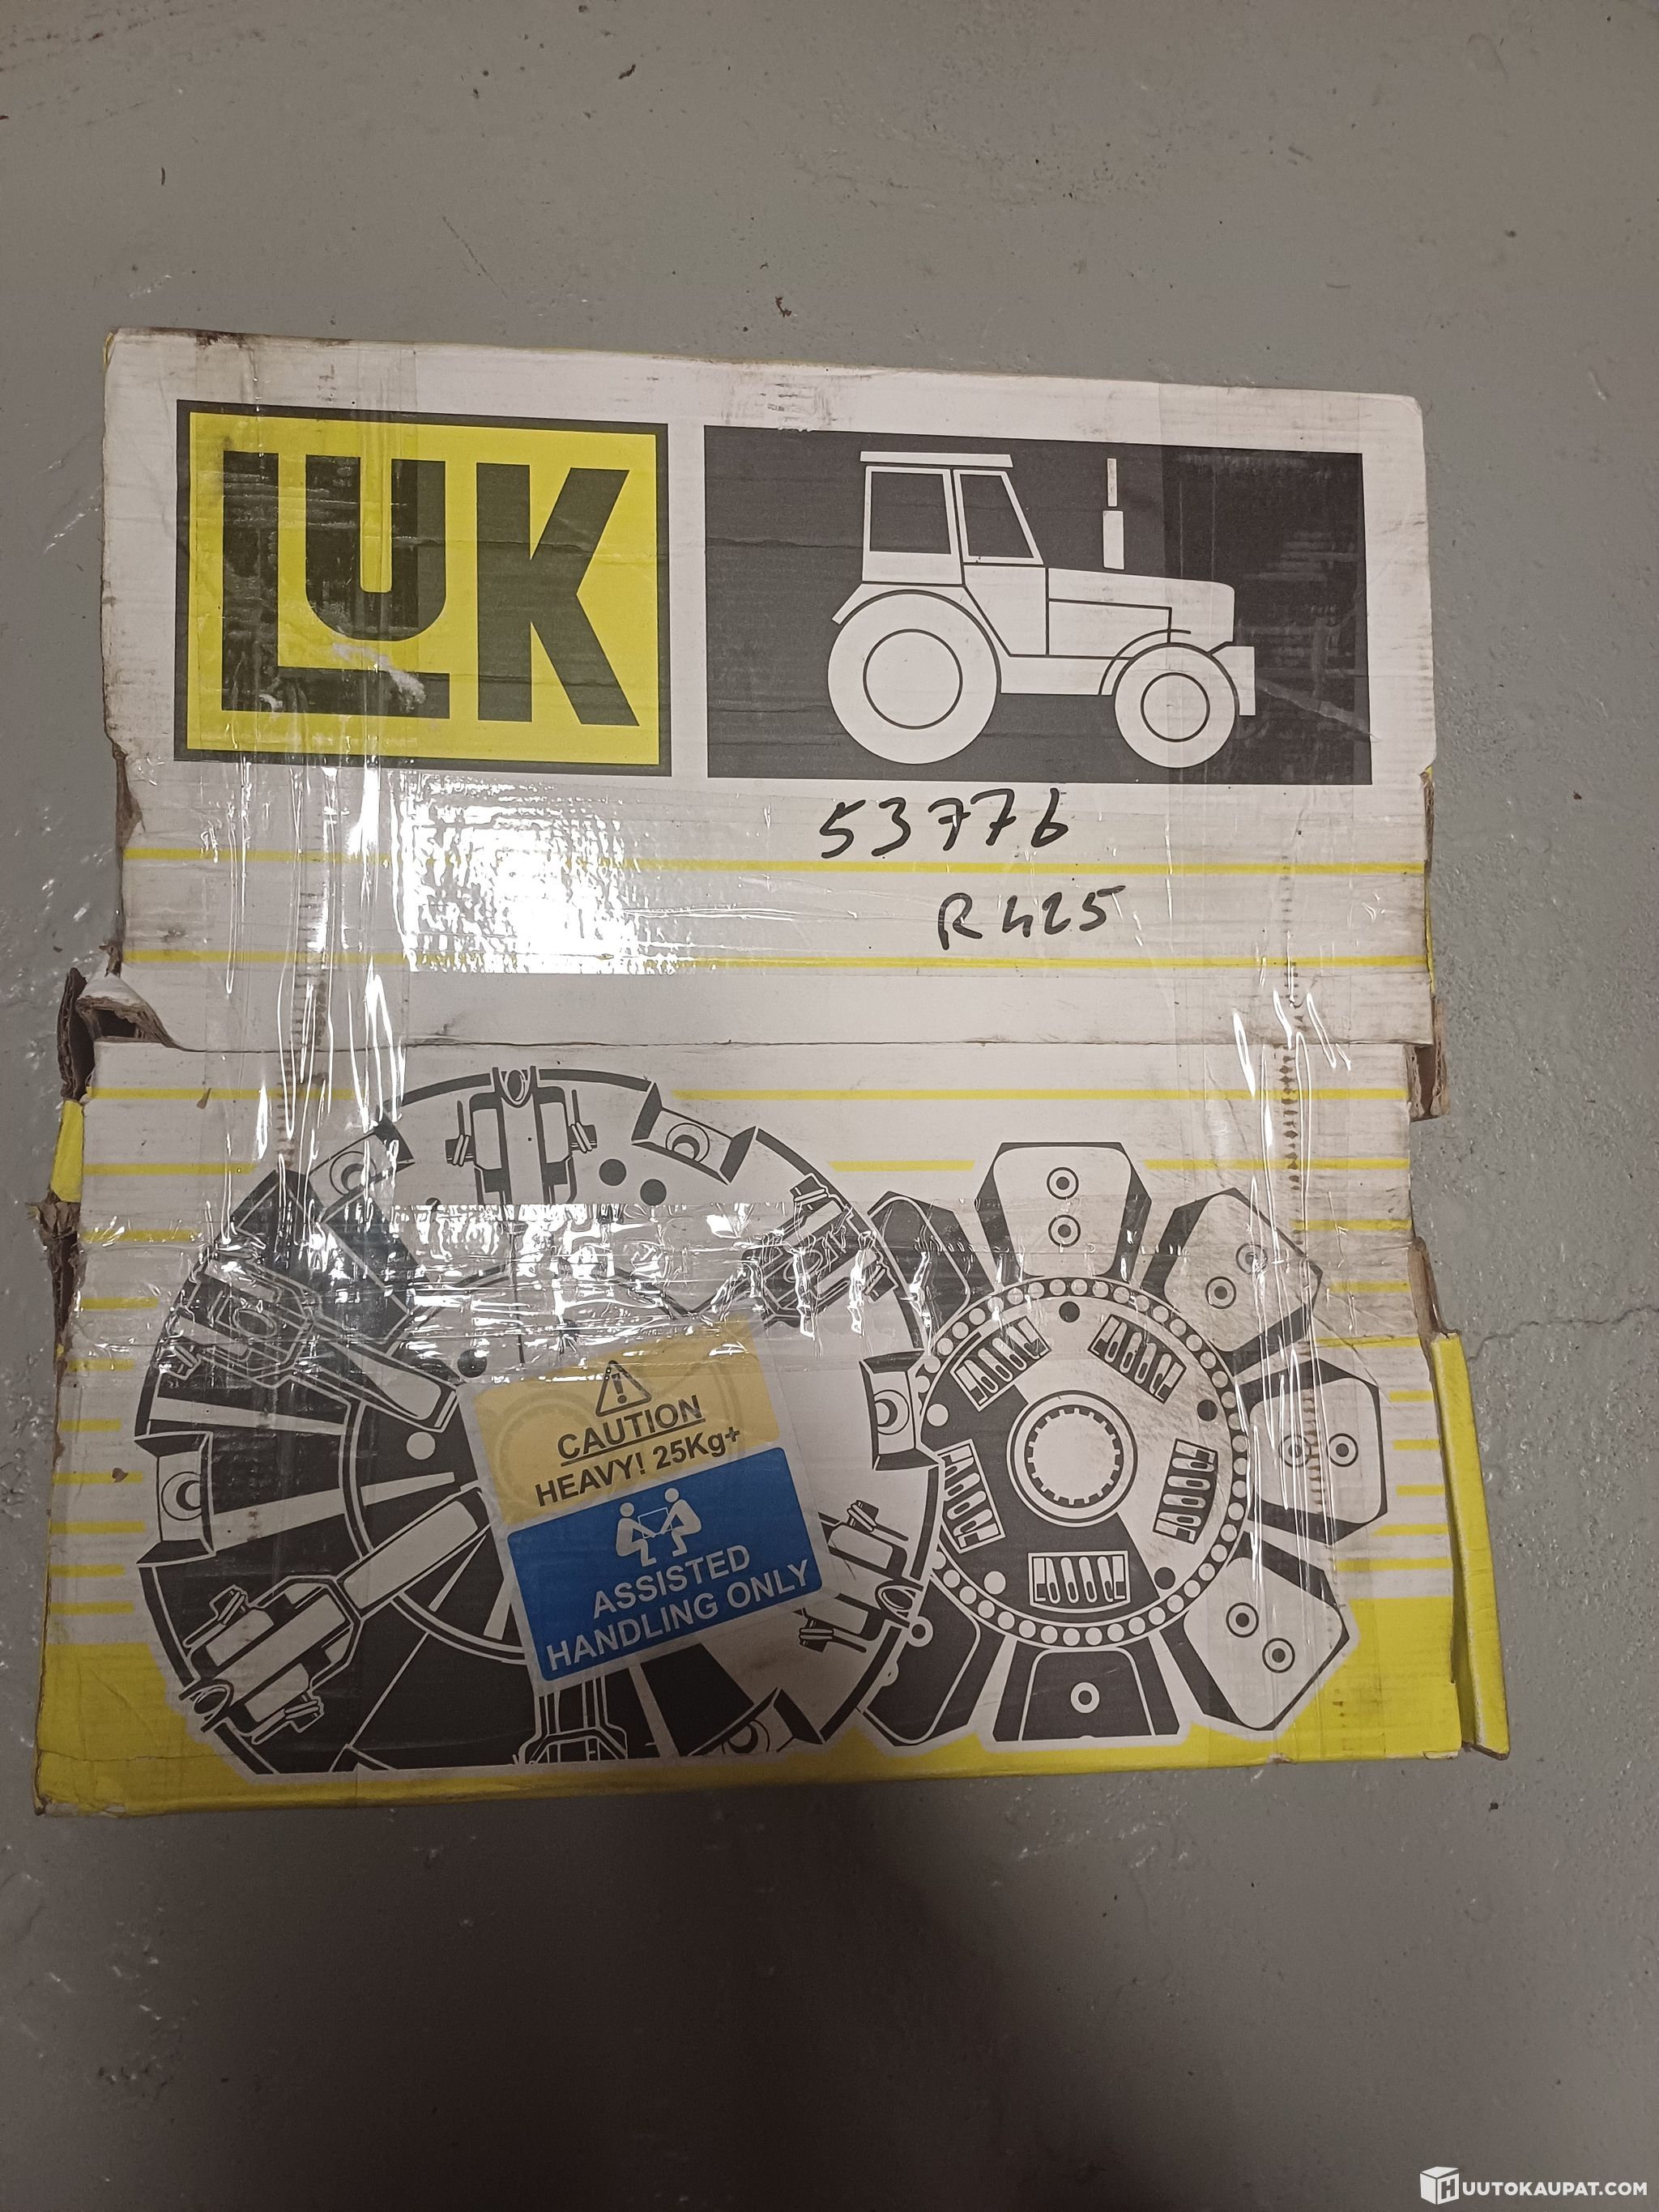 LUK
53776
R425
CAUTION
HEAVY! 25Kg+
ASSISTED
HANDLING ONLY
HUUTOKAUPAT.COM